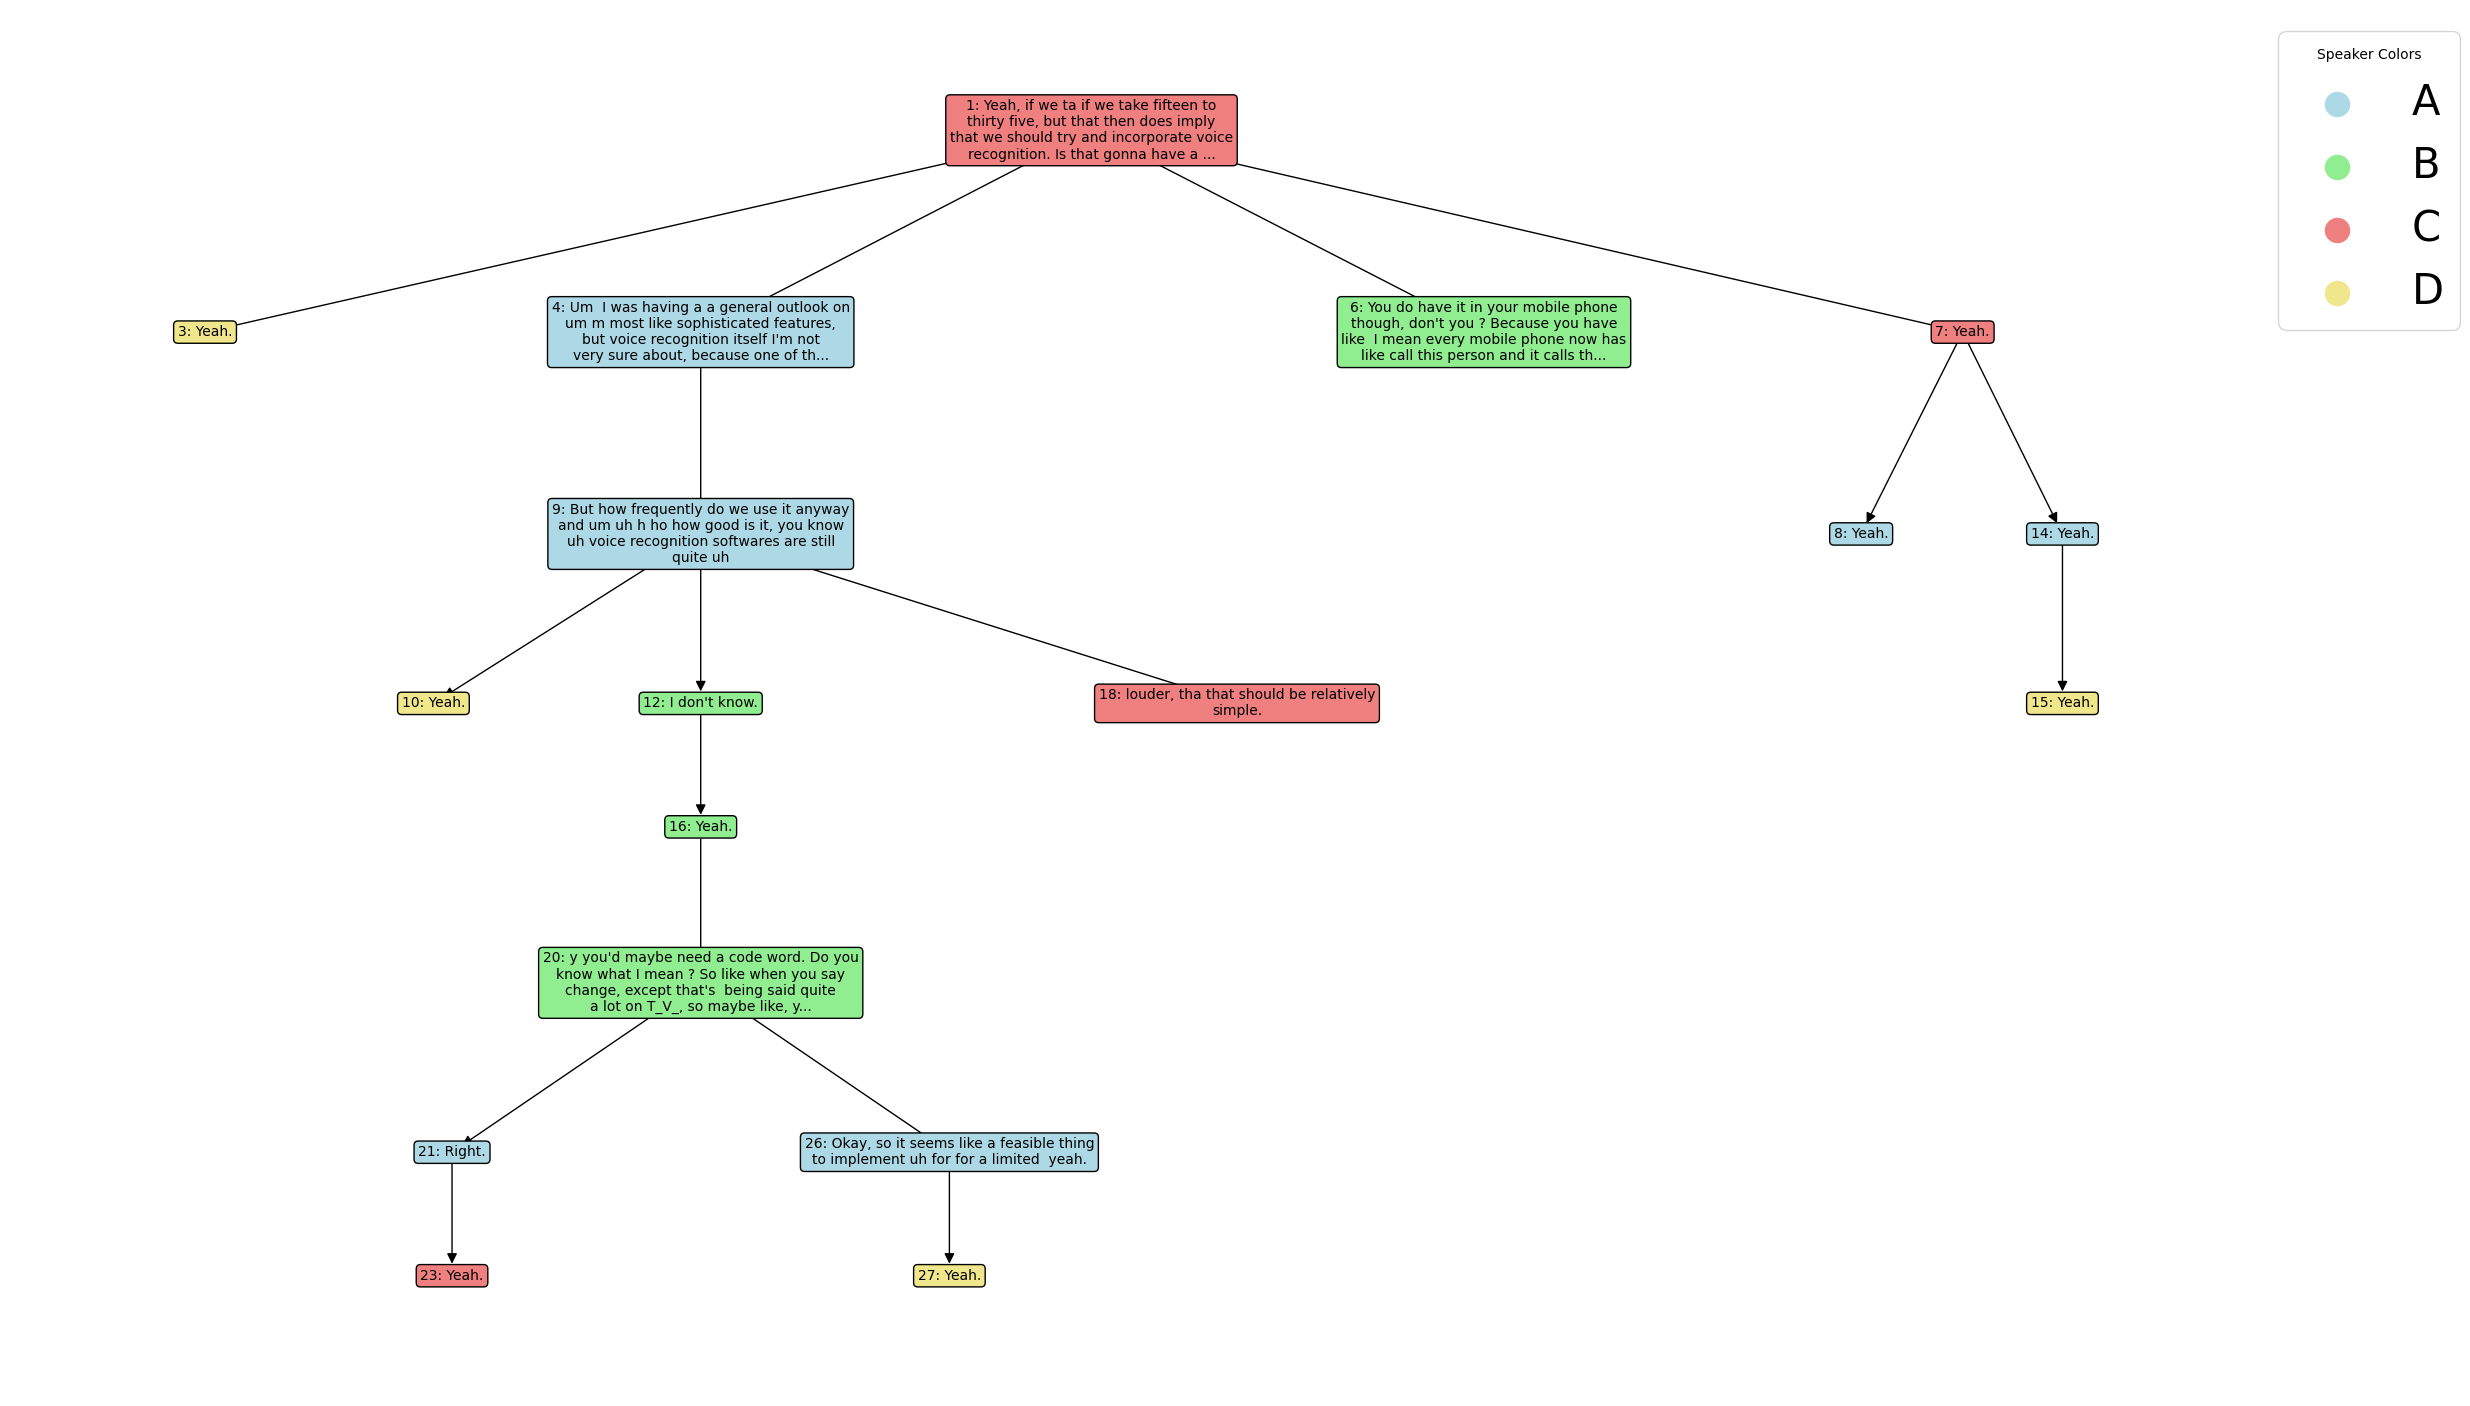 Speaker Colors
A
B
C
D
1: Yeah, if we ta if we take fifteen to
thirty five, but that then does imply
that we should try and incorporate voice
recognition. Is that gonna have a ...
3: Yeah.
4: Um  I was having a a general outlook on
um m most like sophisticated features,
but voice recognition itself I'm not
very sure about, because one of th...
6: You do have it in your mobile phone
though, don't you ? Because you have
like  I mean every mobile phone now has
like call this person and it calls th...
7: Yeah.
9: But how frequently do we use it anyway
and um uh h ho how good is it, you know
uh voice recognition softwares are still
quite uh
8: Yeah.
14: Yeah.
10: Yeah.
12: I don't know.
18: louder, tha that should be relatively
simple.
15: Yeah.
16: Yeah.
20: y you'd maybe need a code word. Do you
know what I mean ? So like when you say
change, except that's  being said quite
a lot on T_V_, so maybe like, y...
21: Right.
26: Okay, so it seems like a feasible thing
to implement uh for for a limited  yeah.
23: Yeah.
27: Yeah.